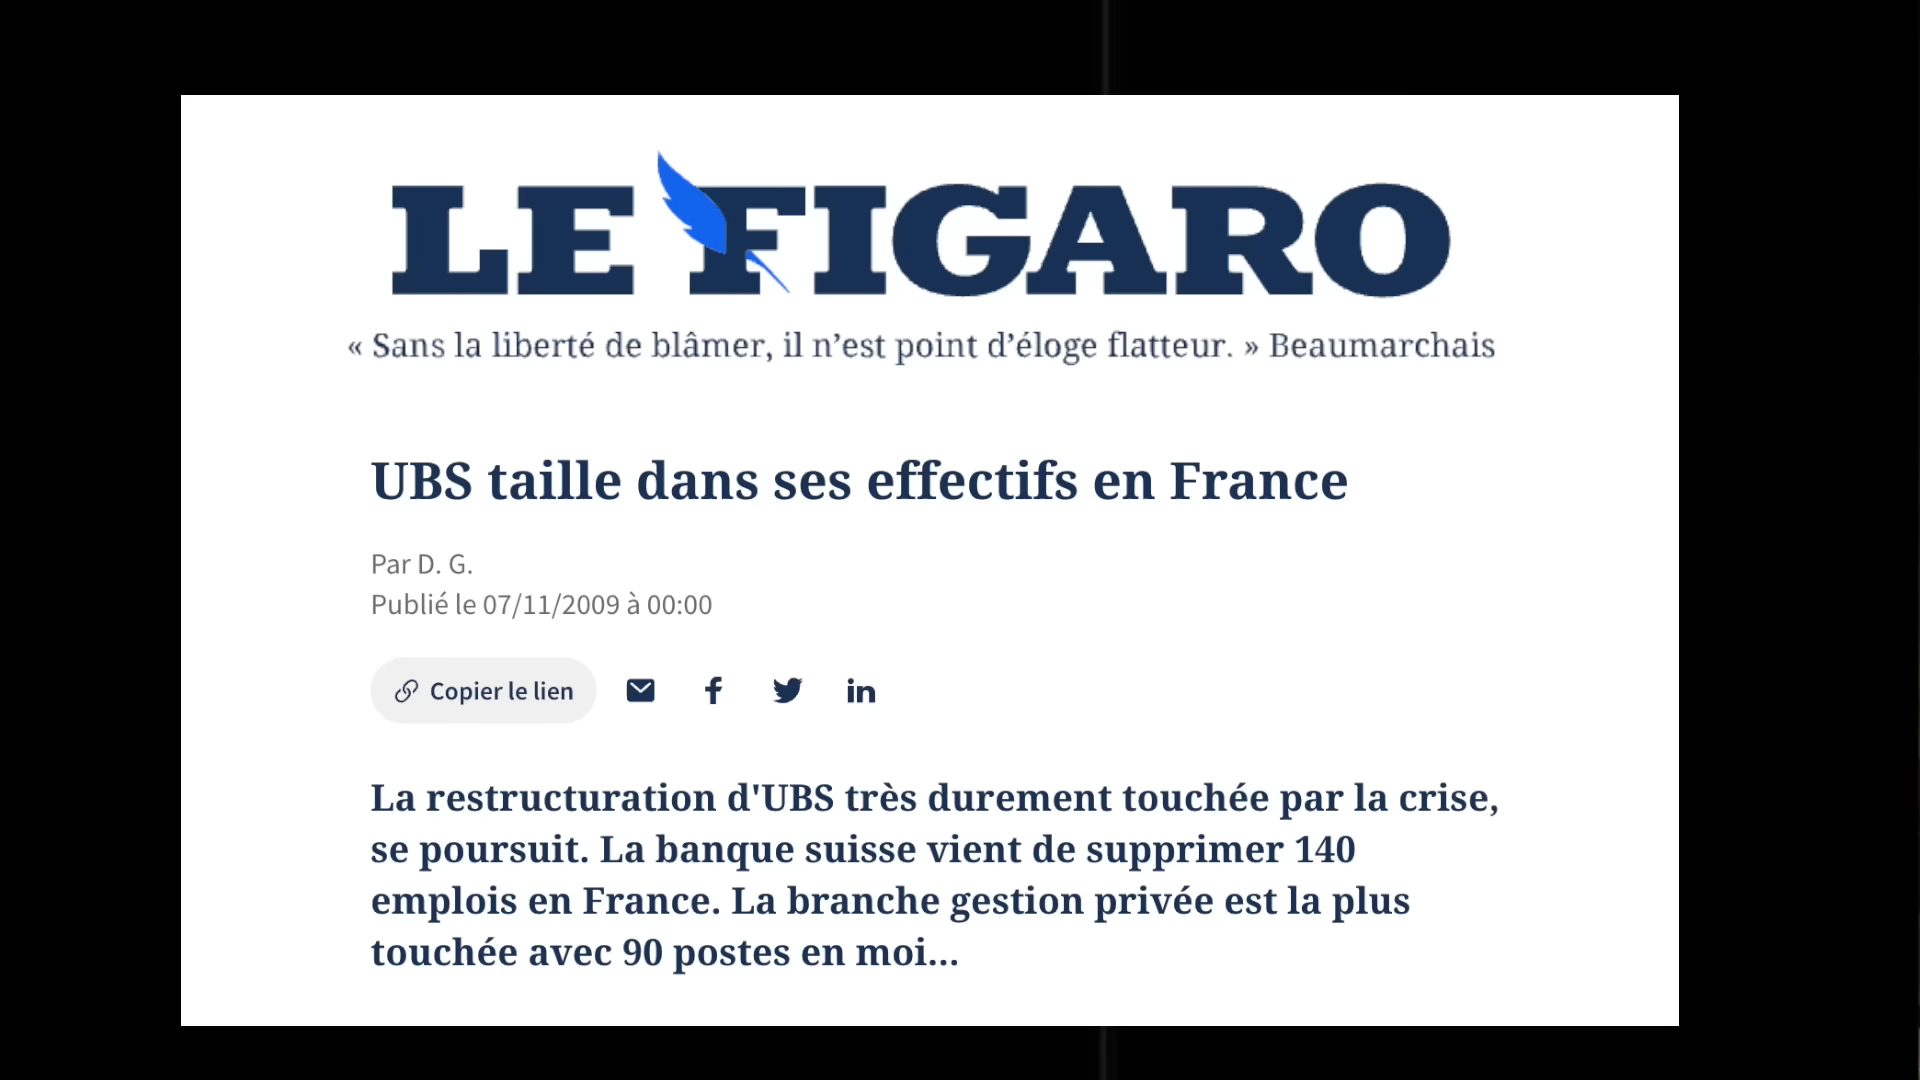 LE FIGARO
« Sans la liberté de blâmer, il n’est point d’éloge flatteur. » Beaumarchais
UBS taille dans ses effectifs en France
Par D. G.
Publié le 07/11/2009 à 00:00
Copier le lien
La restructuration d'UBS très durement touchée par la crise,
se poursuit. La banque suisse vient de supprimer 140
emplois en France. La branche gestion privée est la plus
touchée avec 90 postes en moi...